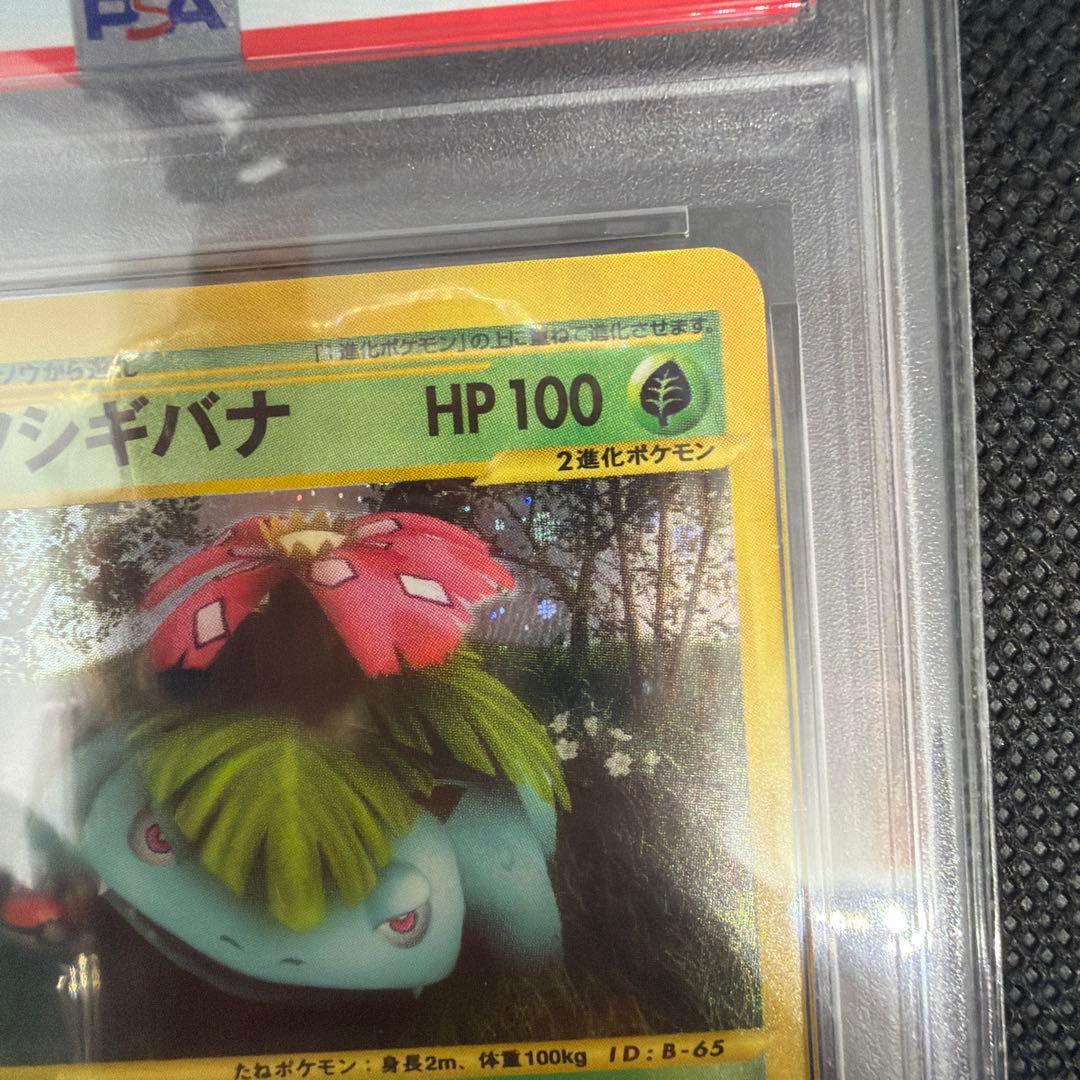 PSA
「1進化ポケモン」の上に重ねて進化させます。
ソウから進化
シギバナ HP 100
2進化ポケモン
たねポケモン：身長2m、体重100kg ID:B-65